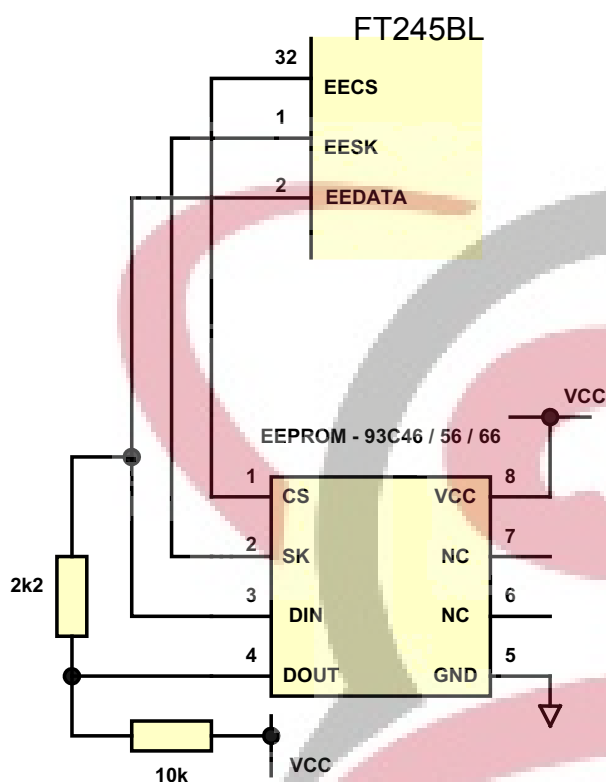 FT245BL
32
EECS
1
EESK
2
EEDATA
VCC
EEPROM - 93C46 / 56 / 66
1
CS
VCC
8
2
SK
NC
7
3
DIN
NC
6
4
DOUT
GND
5
2k2
10k
VCC